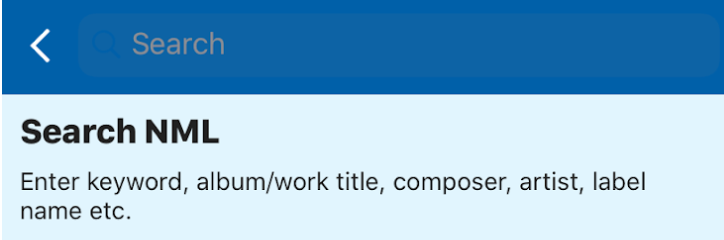 Search
Search NML
Enter keyword, album/work title, composer, artist, label
name etc.